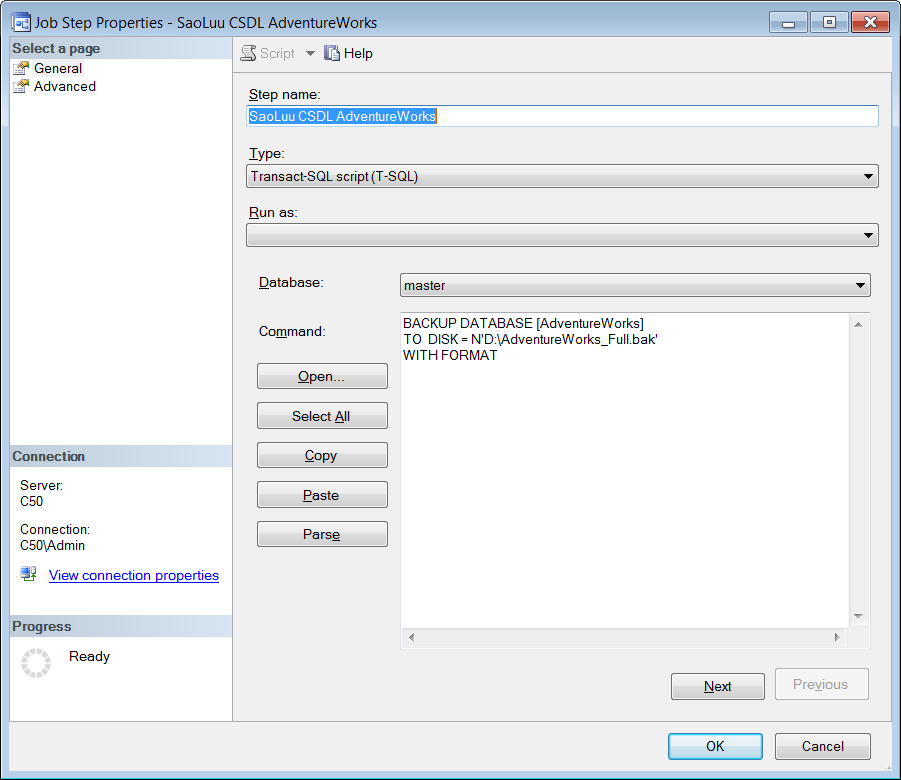 Job Step Properties - SaoLuu CSDL AdventureWorks
Select a page
General
Advanced
Script
Help
Step name:
SaoLuu CSDL AdventureWorks
Type:
Transact-SQL script (T-SQL)
Run as:
Database:
master
Command:
BACKUP DATABASE [AdventureWorks]
TO  DISK = N'D:\AdventureWorks_Full.bak'
WITH FORMAT
Open...
Select All
Copy
Paste
Parse
Connection
Server:
C50
Connection:
C50\Admin
View connection properties
Progress
Ready
Next
Previous
OK
Cancel